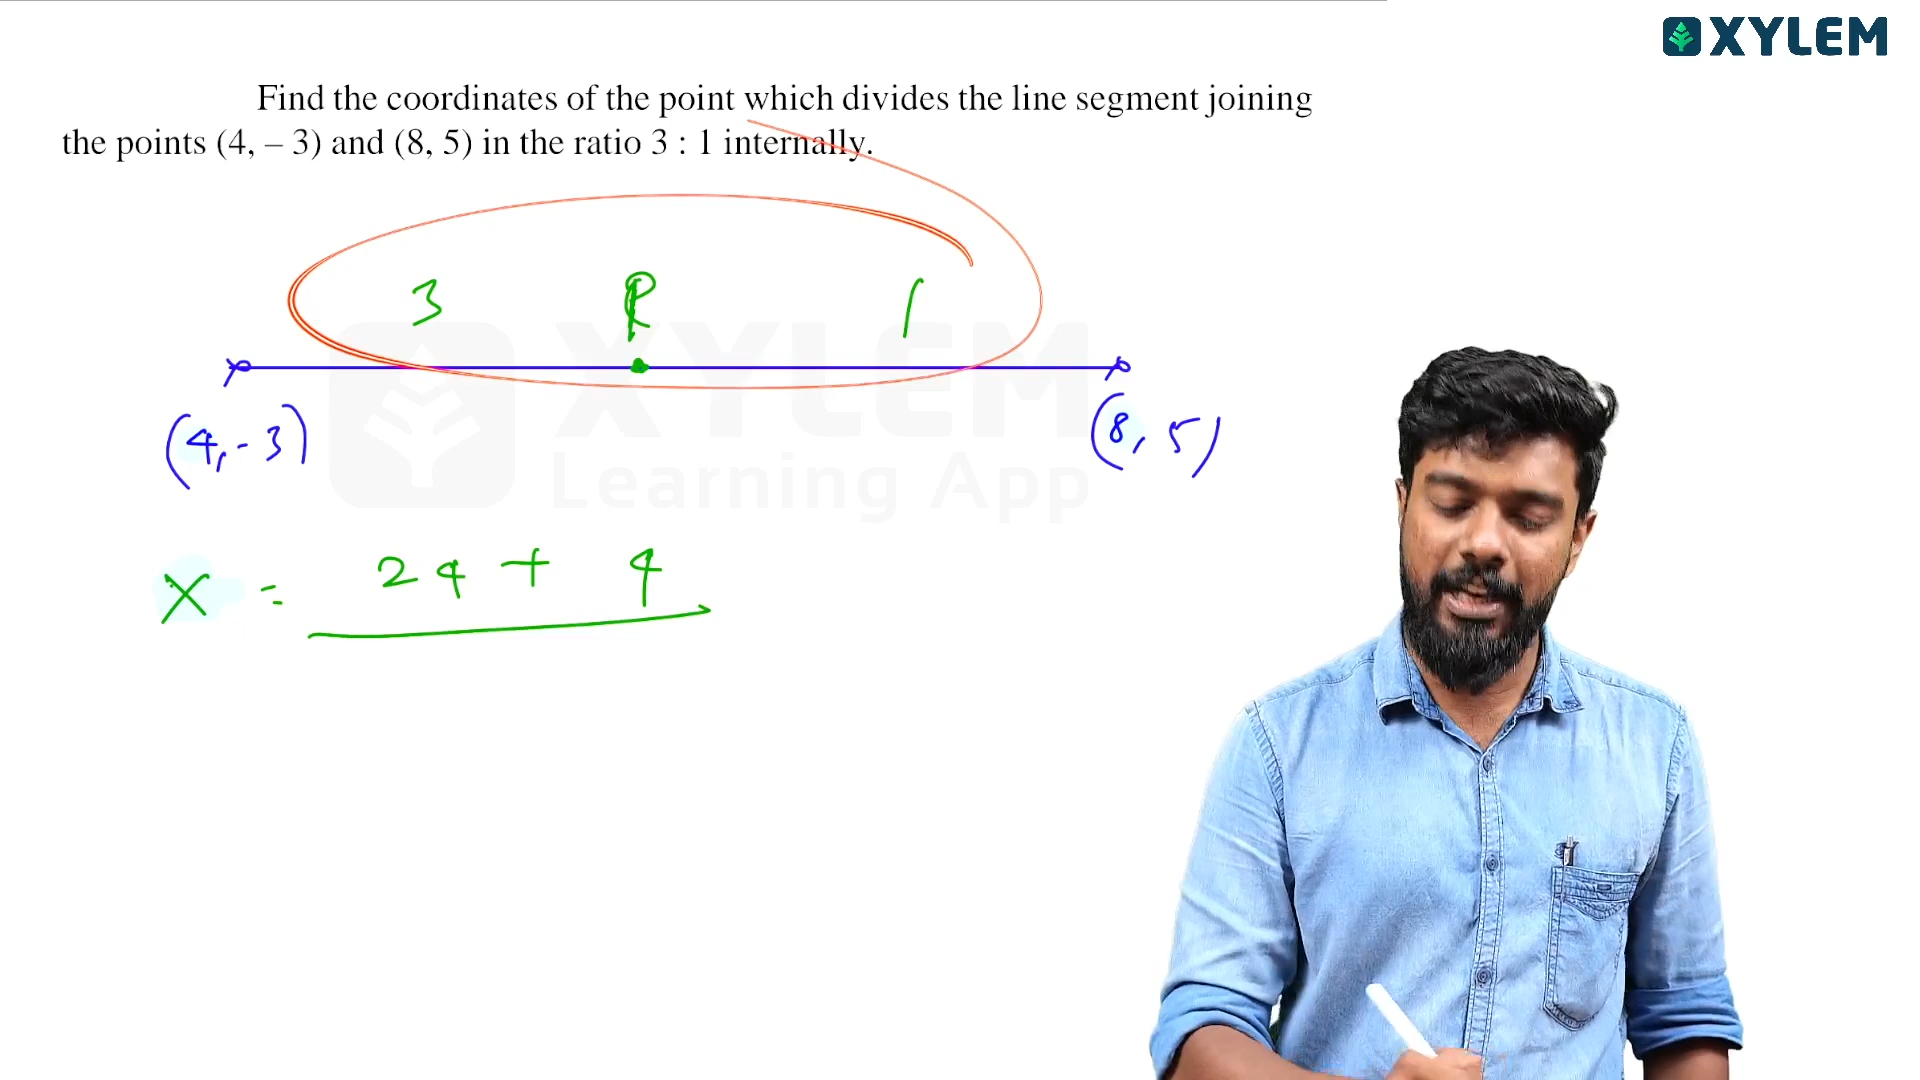 XYLEM
Find the coordinates of the point which divides the line segment joining
the points (4, – 3) and (8, 5) in the ratio 3 : 1 internally.
3 P 1
XYLEM
Learning App
(4, -3) (8, 5)
X = 24 + 4